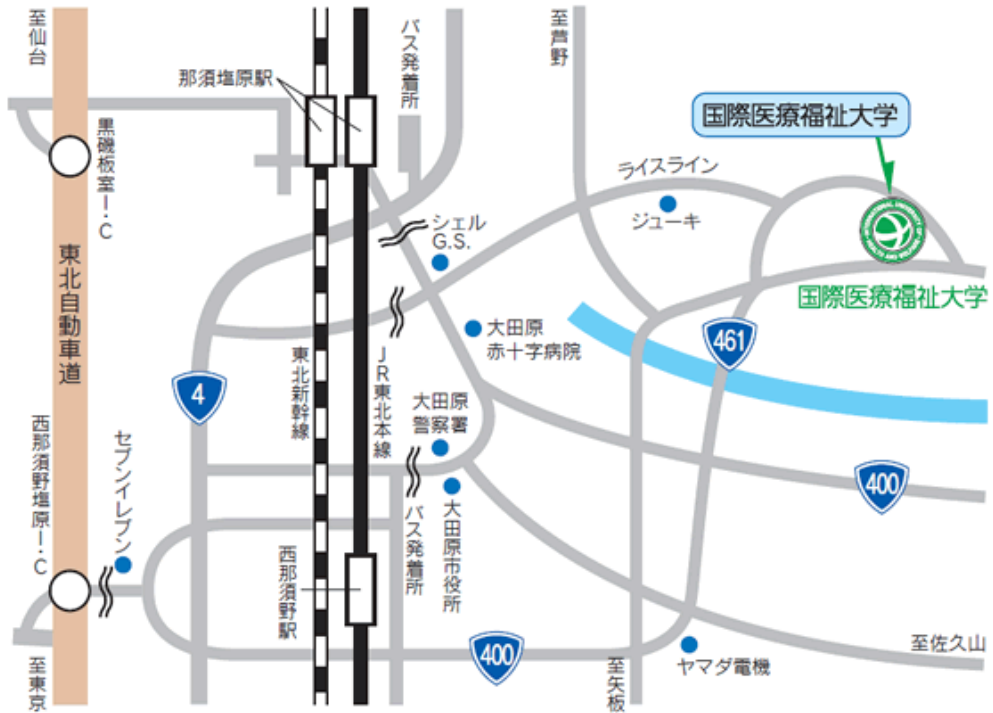 至仙台
那須塩原駅
バス発着所
至芦野
国際医療福祉大学
黒磯板室I・C
ライスライン
ジューキ
シェル
G.S.
INTERNATIONAL UNIVERSITY OF HEALTH AND WELFARE
国際医療福祉大学
東北自動車道
大田原
赤十字病院
461
東北新幹線
JR東北本線
4
大田原
警察署
西那須野塩原I・C
セブンイレブン
400
バス発着所
大田原市役所
西那須野駅
400
至佐久山
ヤマダ電機
至東京
至矢板